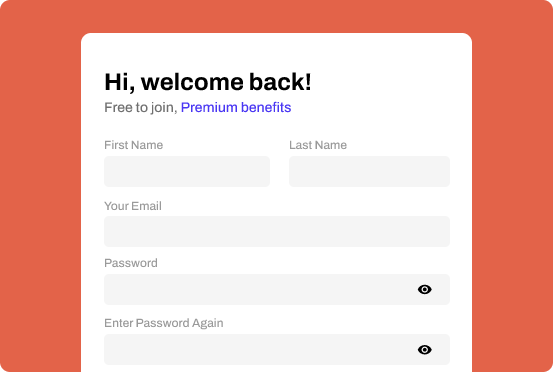 Hi, welcome back!
Free to join, Premium benefits
First Name Last Name
Your Email
Password
Enter Password Again